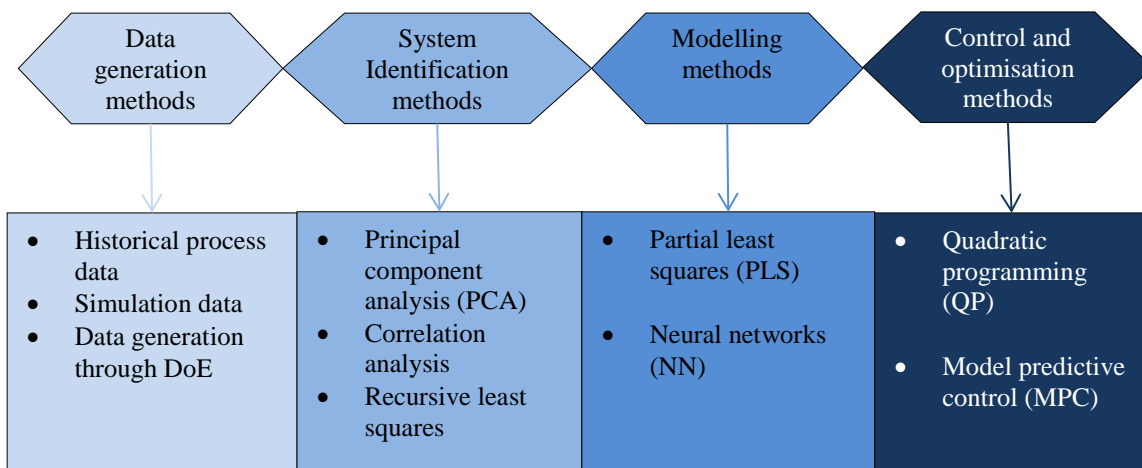 Data
generation
methods
System
Identification
methods
Modelling
methods
Control and
optimisation
methods
• Historical process
data
• Simulation data
• Data generation
through DoE
• Principal
component
analysis (PCA)
• Correlation
analysis
• Recursive least
squares
• Partial least
squares (PLS)
• Neural networks
(NN)
• Quadratic
programming
(QP)
• Model predictive
control (MPC)